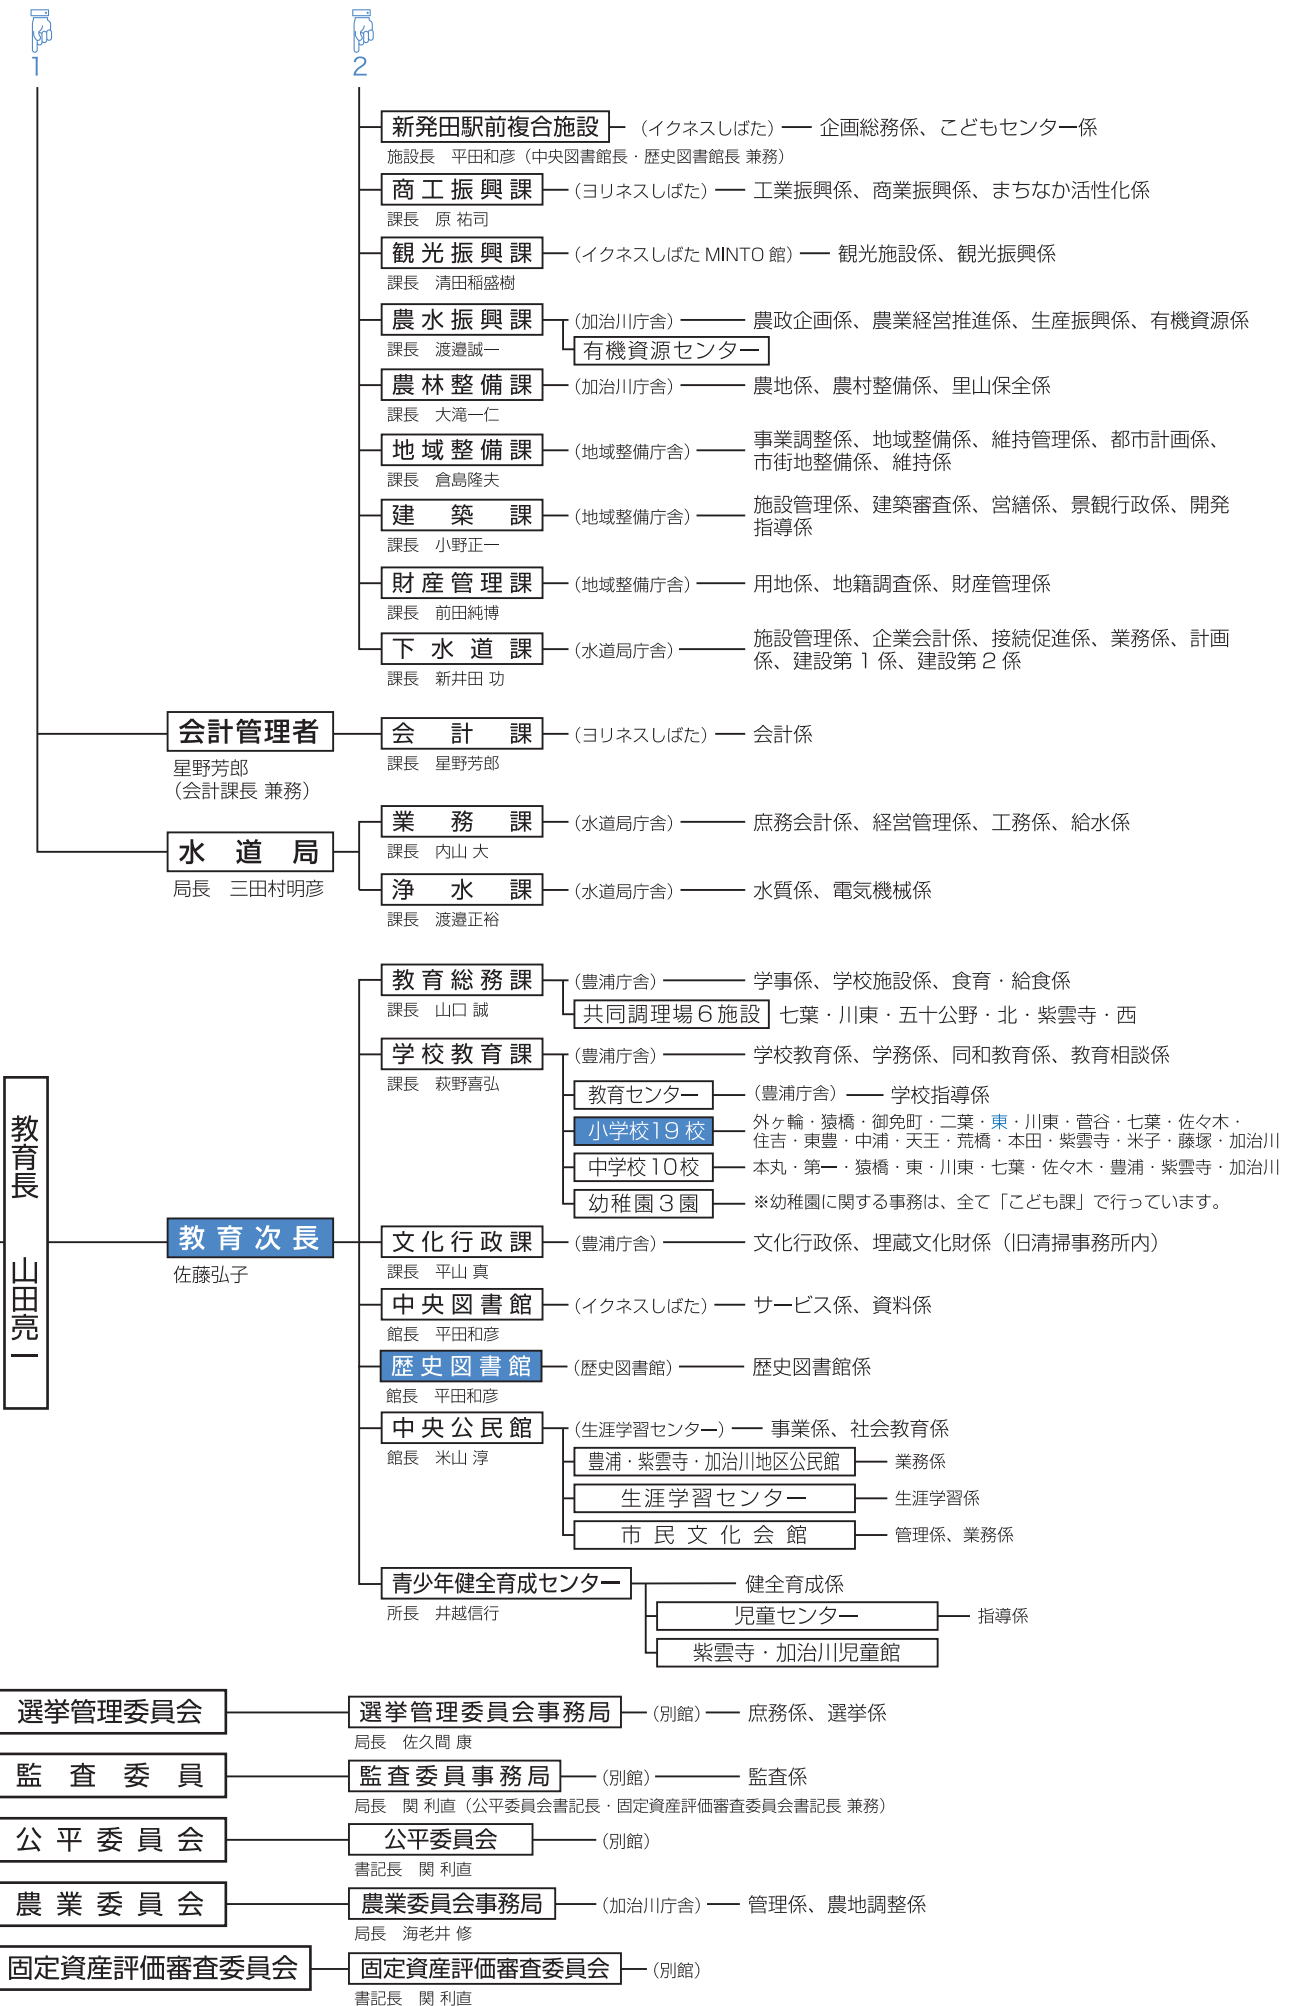 1
2
新発田駅前複合施設 （イクネスしばた） 企画総務係、こどもセンター係
施設長　平田和彦（中央図書館長・歴史図書館長 兼務）
商工振興課 （ヨリネスしばた） 工業振興係、商業振興係、まちなか活性化係
課長　原 祐司
観光振興課 （イクネスしばた MINTO 館） 観光施設係、観光振興係
課長　清田稲盛樹
農水振興課 （加治川庁舎） 農政企画係、農業経営推進係、生産振興係、有機資源係
有機資源センター
課長　渡邉誠一
農林整備課 （加治川庁舎） 農地係、農村整備係、里山保全係
課長　大滝一仁
地域整備課 （地域整備庁舎） 事業調整係、地域整備係、維持管理係、都市計画係、
市街地整備係、維持係
課長　倉島隆夫
建築課 （地域整備庁舎） 施設管理係、建築審査係、営繕係、景観行政係、開発
指導係
課長　小野正一
財産管理課 （地域整備庁舎） 用地係、地籍調査係、財産管理係
課長　前田純博
下水道課 （水道局庁舎） 施設管理係、企業会計係、接続促進係、業務係、計画
係、建設第１係、建設第２係
課長　新井田 功
会計管理者 会計課 （ヨリネスしばた） 会計係
星野芳郎 課長　星野芳郎
（会計課長 兼務）
業務課 （水道局庁舎） 庶務会計係、経営管理係、工務係、給水係
水道局 課長　内山 大
局長　三田村明彦 浄水課 （水道局庁舎） 水質係、電気機械係
課長　渡邉正裕
教育総務課 （豊浦庁舎） 学事係、学校施設係、食育・給食係
課長　山口 誠 共同調理場６施設 七葉・川東・五十公野・北・紫雲寺・西
学校教育課 （豊浦庁舎） 学校教育係、学務係、同和教育係、教育相談係
課長　萩野喜弘
教育センター （豊浦庁舎） 学校指導係
小学校19校 外ヶ輪・猿橋・御免町・二葉・東・川東・菅谷・七葉・佐々木・
住吉・東豊・中浦・天王・荒橋・本田・紫雲寺・米子・藤塚・加治川
中学校10校 本丸・第一・猿橋・東・川東・七葉・佐々木・豊浦・紫雲寺・加治川
幼稚園３園 ※幼稚園に関する事務は、全て「こども課」で行っています。
教育長　山田亮一
教育次長 文化行政課 （豊浦庁舎） 文化行政係、埋蔵文化財係（旧清掃事務所内）
佐藤弘子 課長　平山 真
中央図書館 （イクネスしばた） サービス係、資料係
館長　平田和彦
歴史図書館 （歴史図書館） 歴史図書館係
館長　平田和彦
中央公民館 （生涯学習センター） 事業係、社会教育係
館長　米山 淳 豊浦・紫雲寺・加治川地区公民館 業務係
生涯学習センター 生涯学習係
市民文化会館 管理係、業務係
青少年健全育成センター 健全育成係
所長　井越信行 児童センター 指導係
紫雲寺・加治川児童館
選挙管理委員会 選挙管理委員会事務局 （別館） 庶務係、選挙係
局長　佐久間 康
監査委員 監査委員事務局 （別館） 監査係
局長　関 利直（公平委員会書記長・固定資産評価審査委員会書記長 兼務）
公平委員会 公平委員会 （別館）
書記長　関 利直
農業委員会 農業委員会事務局 （加治川庁舎） 管理係、農地調整係
局長　海老井 修
固定資産評価審査委員会 固定資産評価審査委員会 （別館）
書記長　関 利直